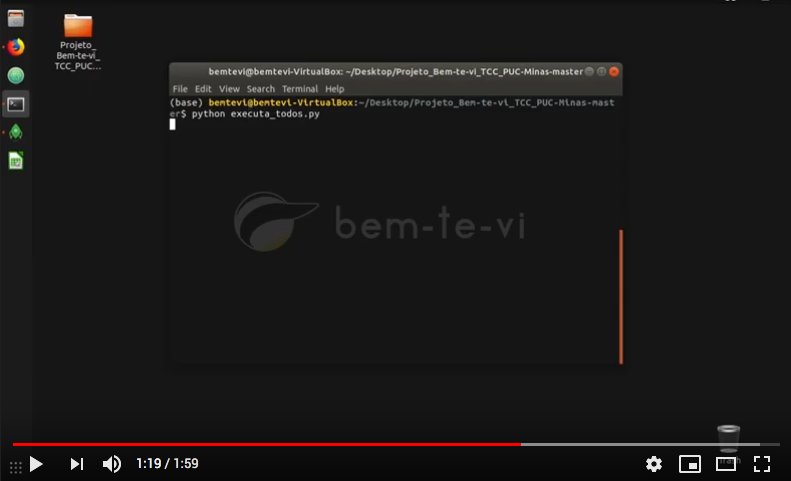 Projeto_
Bem-te-vi_
TCC_PUC...
bemtevi@bemtevi-VirtualBox: ~/Desktop/Projeto_Bem-te-vi_TCC_PUC-Minas-master
File Edit View Search Terminal Help
(base) bemtevi@bemtevi-VirtualBox:~/Desktop/Projeto_Bem-te-vi_TCC_PUC-Minas-mast
er$ python executa_todos.py
bem-te-vi
1:19 / 1:59